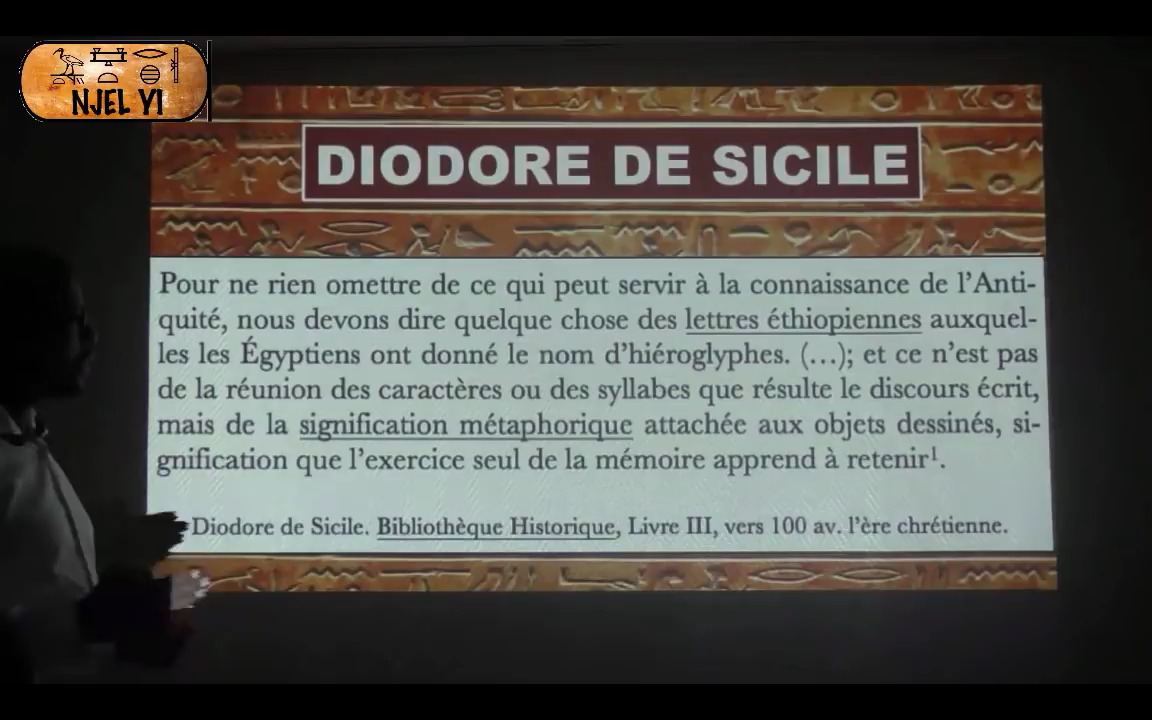 NJEL YI
DIODORE DE SICILE
Pour ne rien omettre de ce qui peut servir à la connaissance de l'Anti-
quité, nous devons dire quelque chose des lettres éthiopiennes auxquel-
les les Égyptiens ont donné le nom d'hiéroglyphes. (...); et ce n'est pas
de la réunion des caractères ou des syllabes que résulte le discours écrit,
mais de la signification métaphorique attachée aux objets dessinés, si-
gnification que l'exercice seul de la mémoire apprend à retenir¹.
Diodore de Sicile. Bibliothèque Historique, Livre III, vers 100 av. l'ère chrétienne.